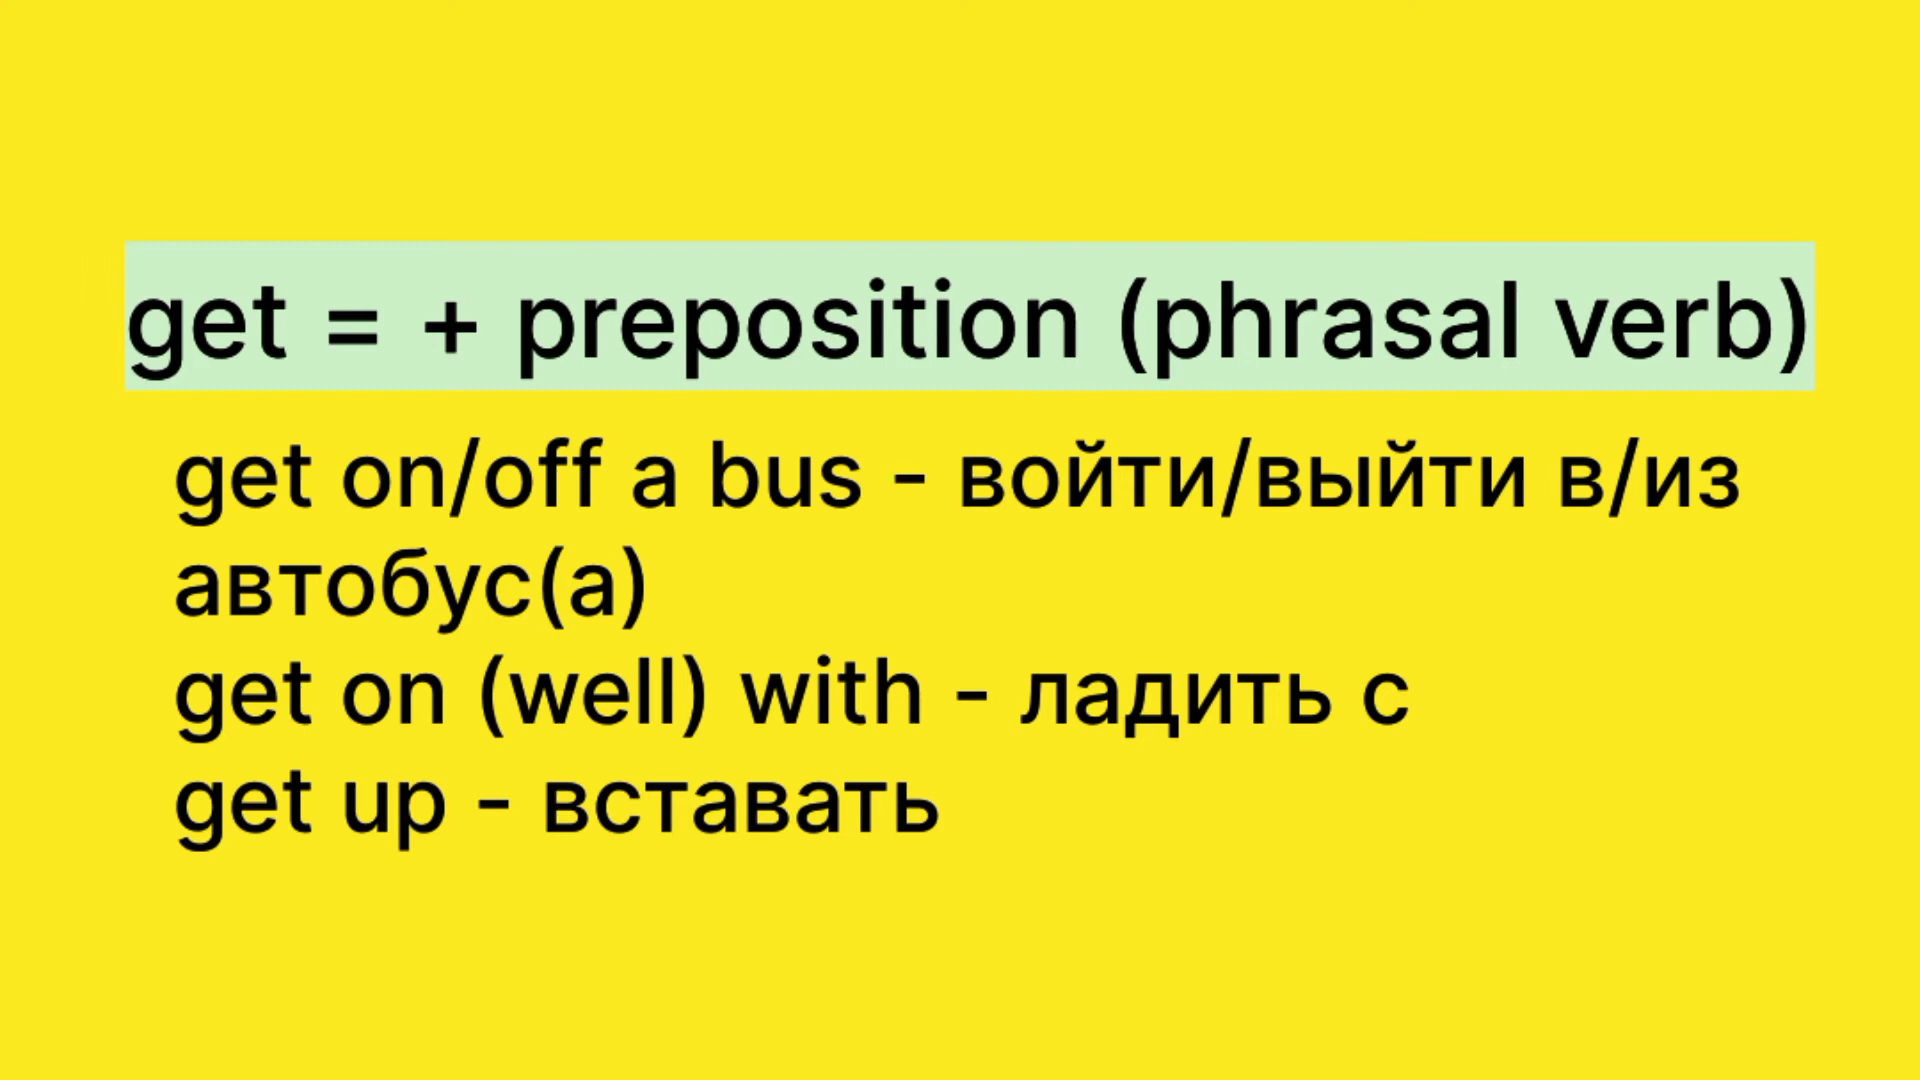 get = + preposition (phrasal verb)
get on/off a bus - войти/выйти в/из
автобус(а)
get on (well) with - ладить с
get up - вставать